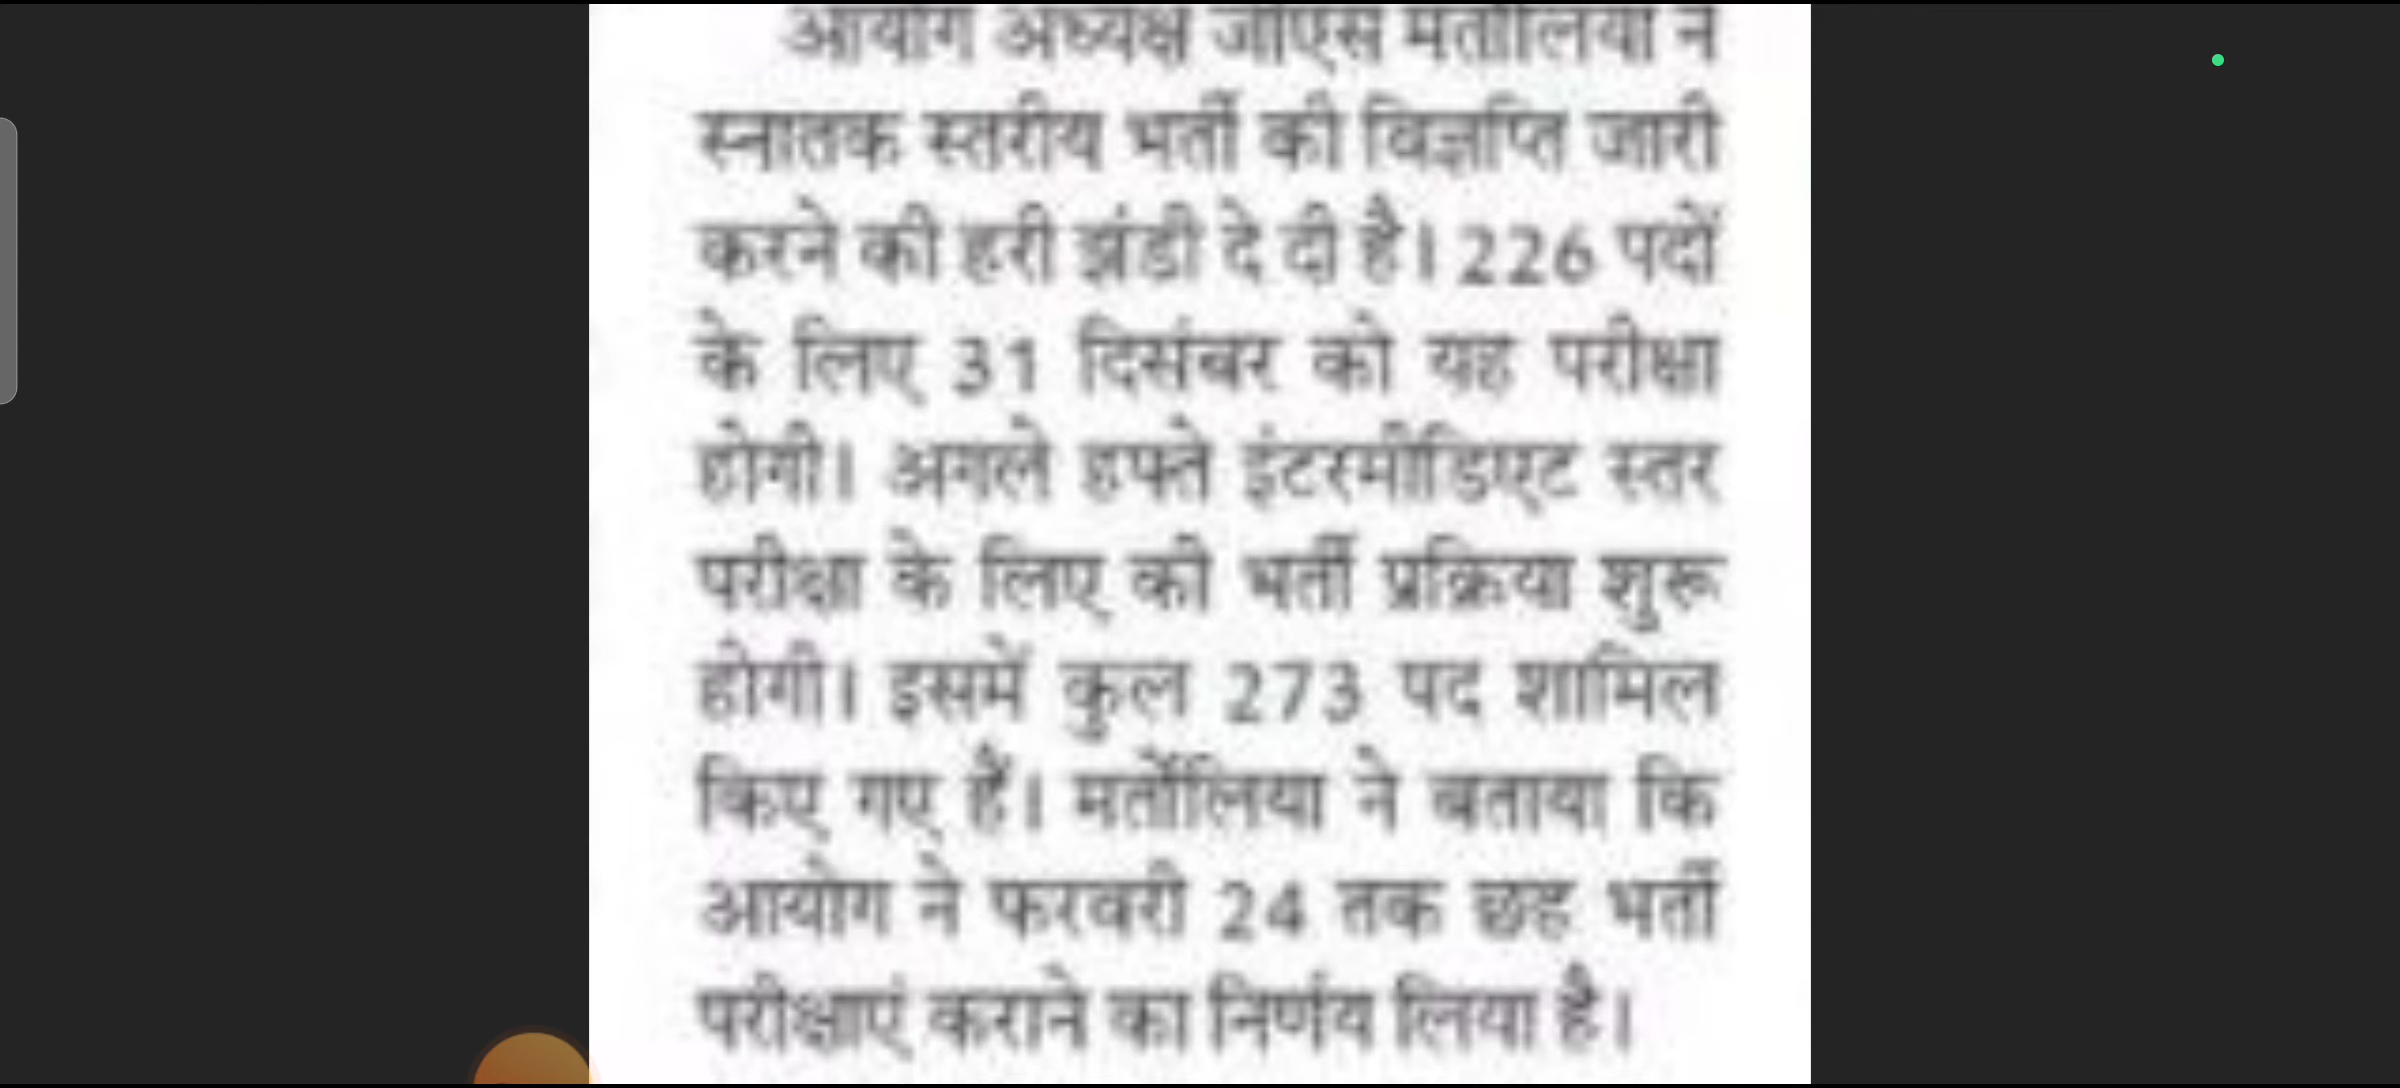 आयोग अध्यक्ष जीएस मर्तोलिया ने
स्नातक स्तरीय भर्ती की विज्ञप्ति जारी
करने की हरी झंडी दे दी है। 226 पदों
के लिए 31 दिसंबर को यह परीक्षा
होगी। अगले हफ्ते इंटरमीडिएट स्तर
परीक्षा के लिए की भर्ती प्रक्रिया शुरू
होगी। इसमें कुल 273 पद शामिल
किए गए हैं। मर्तोलिया ने बताया कि
आयोग ने फरवरी 24 तक छह भर्ती
परीक्षाएं कराने का निर्णय लिया है।